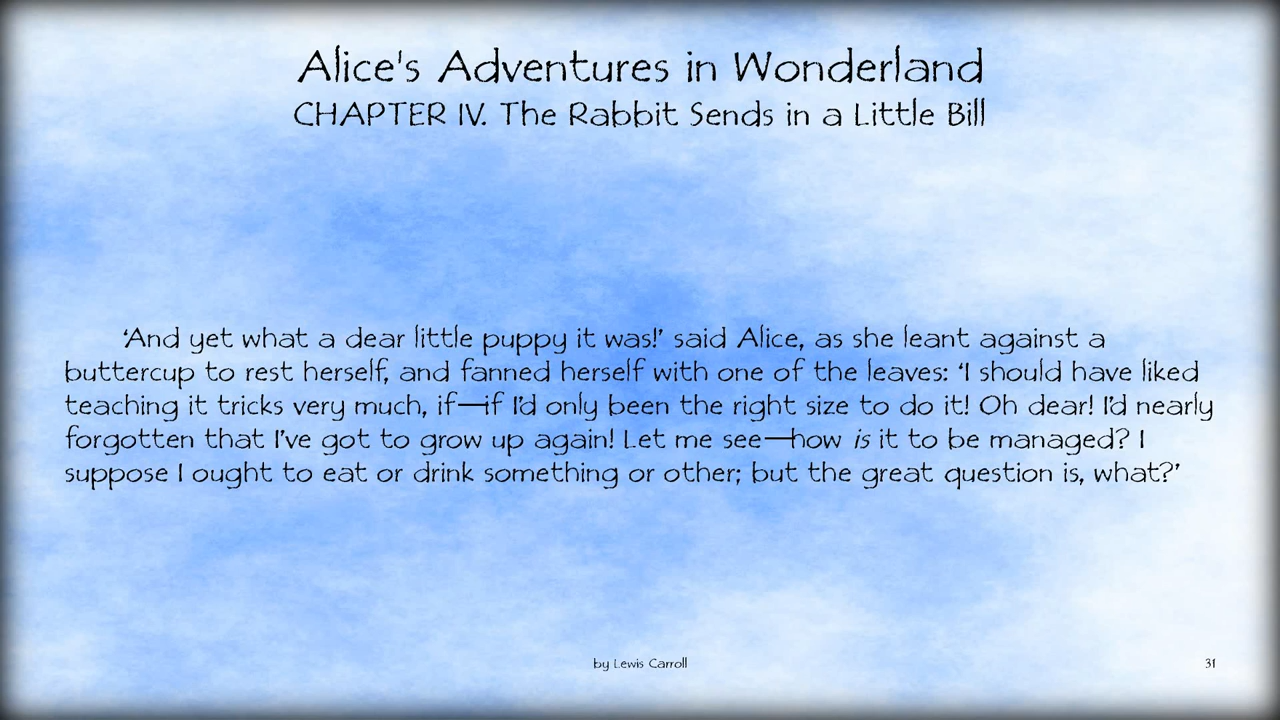 Alice's Adventures in Wonderland
CHAPTER IV. The Rabbit Sends in a Little Bill
‘And yet what a dear little puppy it was!’ said Alice, as she leant against a
buttercup to rest herself, and fanned herself with one of the leaves: ‘I should have liked
teaching it tricks very much, if—if I’d only been the right size to do it! Oh dear! I’d nearly
forgotten that I’ve got to grow up again! Let me see—how is it to be managed? I
suppose I ought to eat or drink something or other; but the great question is, what?’
by Lewis Carroll
31